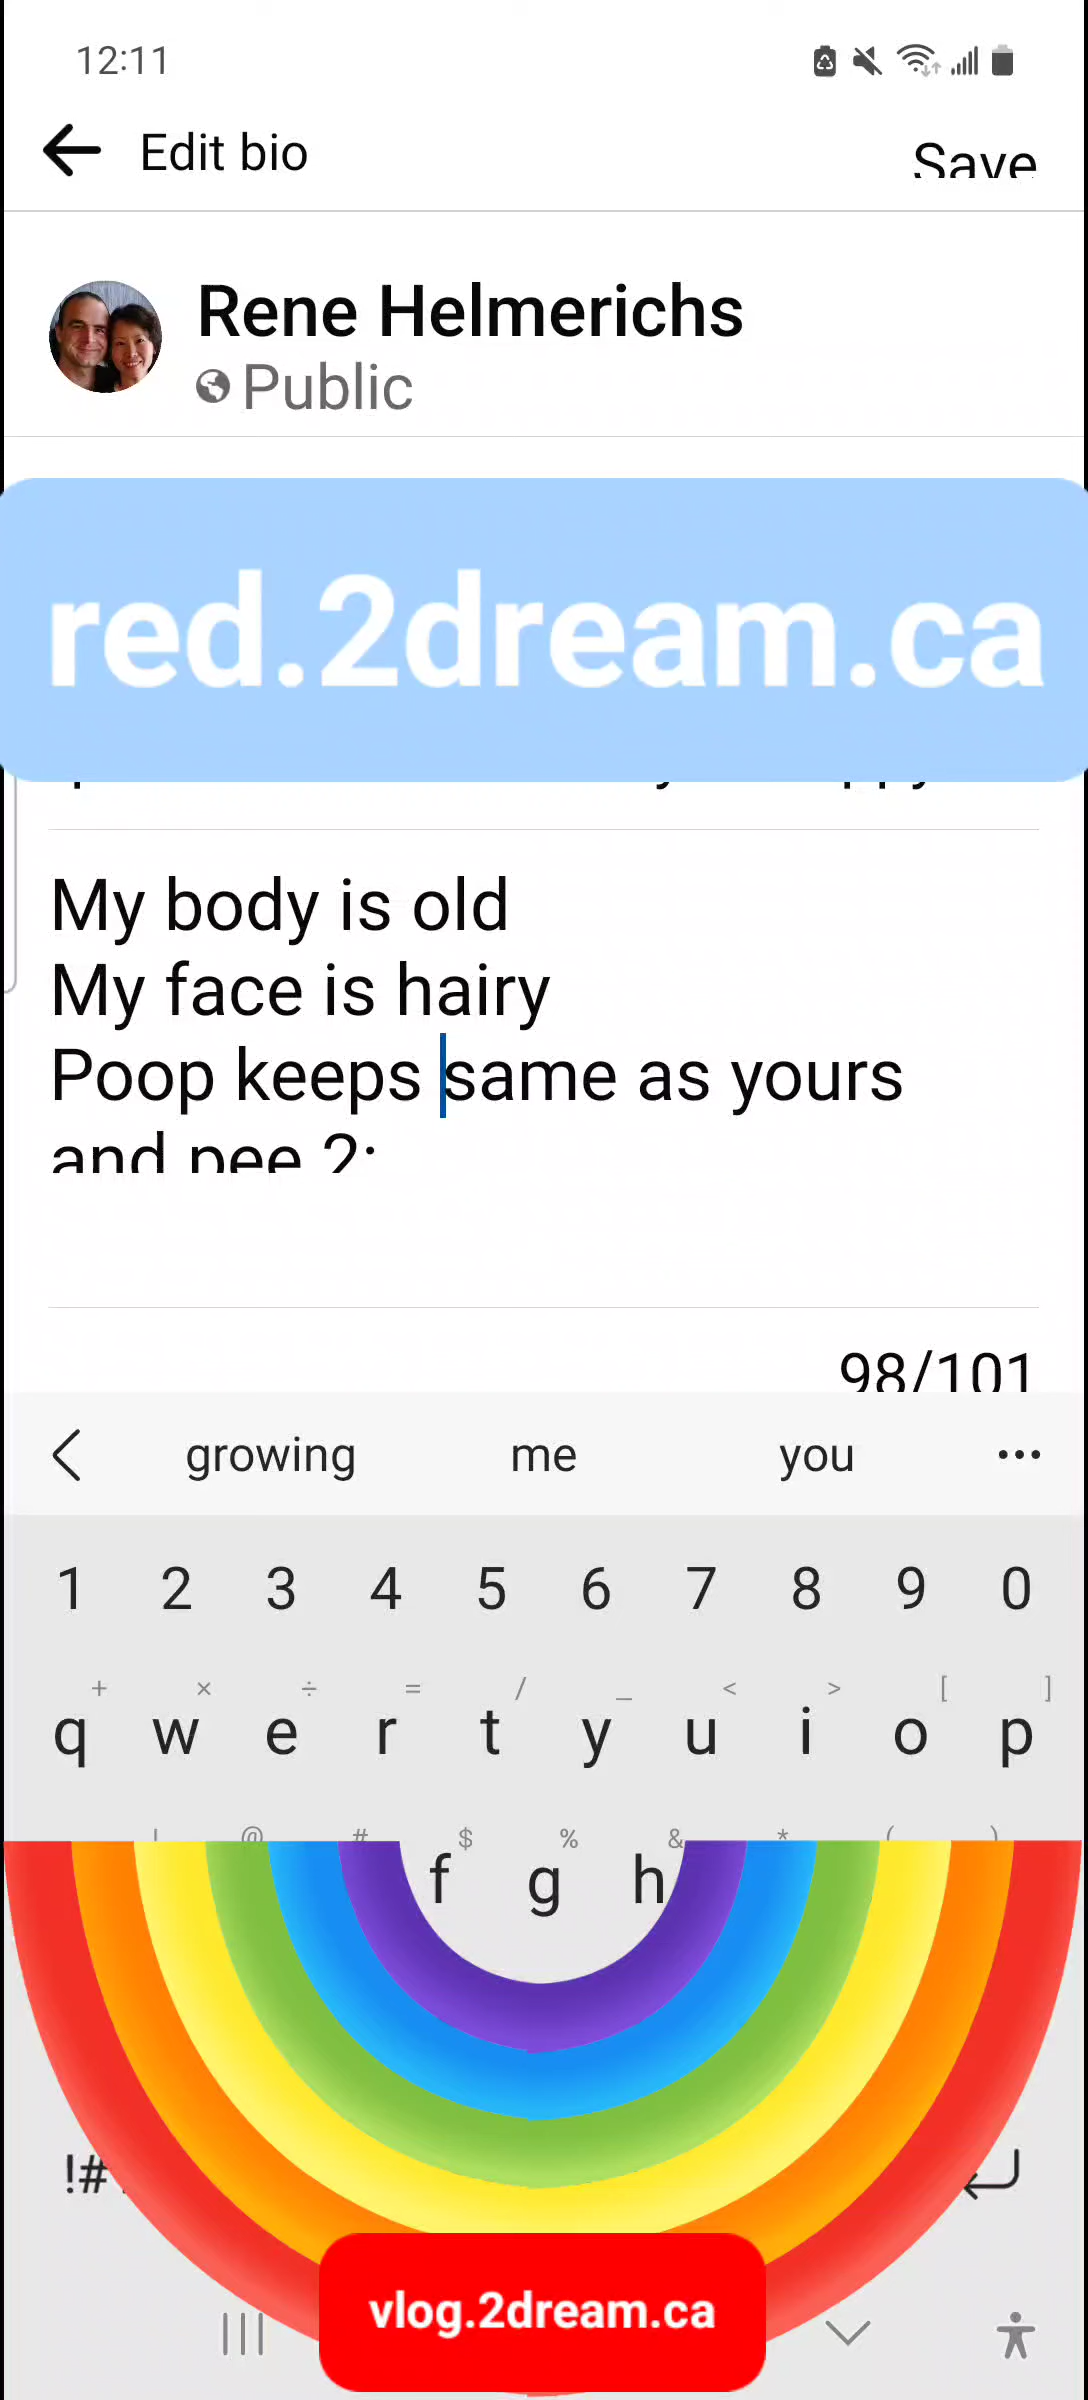 12:11
Edit bio
Save
Rene Helmerichs
Public
red.2dream.ca
My body is old
My face is hairy
Poop keeps same as yours
and pee 2:
98/101
growing me you ...
1 2 3 4 5 6 7 8 9 0
+ × ÷ = / _ < > [ ]
q w e r t y u i o p
! @ # $ % & * ( )
f g h
!#
vlog.2dream.ca